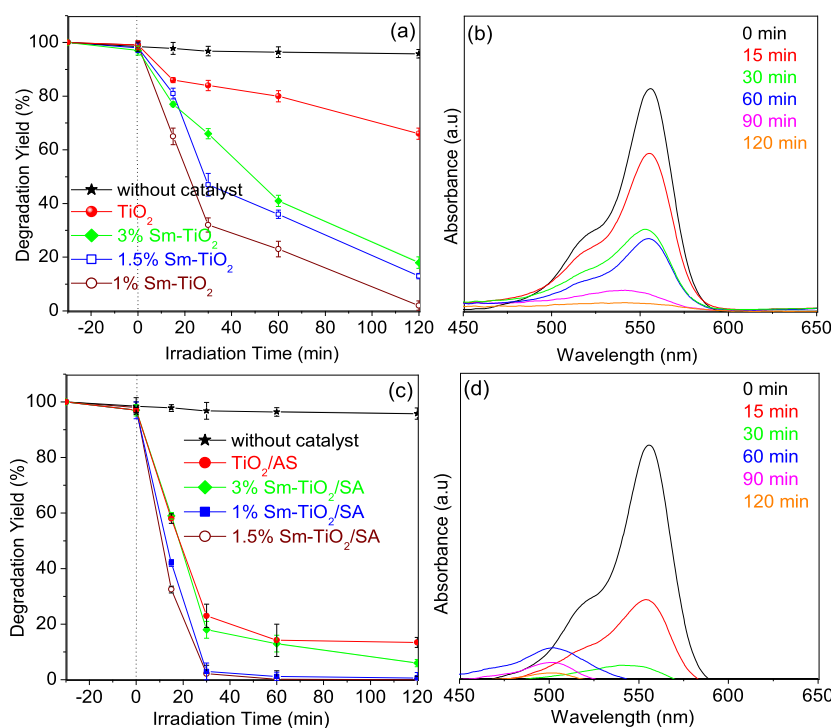 (a)
Degradation Yield (%)
100
80
60
40
20
0
without catalyst
TiO2
3% Sm-TiO2
1.5% Sm-TiO2
1% Sm-TiO2
-20 0 20 40 60 80 100 120
Irradiation Time (min)
(b)
Absorbance (a.u)
0 min
15 min
30 min
60 min
90 min
120 min
450 500 550 600 650
Wavelength (nm)
(c)
Degradation Yield (%)
100
80
60
40
20
0
without catalyst
TiO2/AS
3% Sm-TiO2/SA
1% Sm-TiO2/SA
1.5% Sm-TiO2/SA
-20 0 20 40 60 80 100 120
Irradiation Time (min)
(d)
Absorbance (a.u)
0 min
15 min
30 min
60 min
90 min
120 min
450 500 550 600 650
Wavelength (nm)